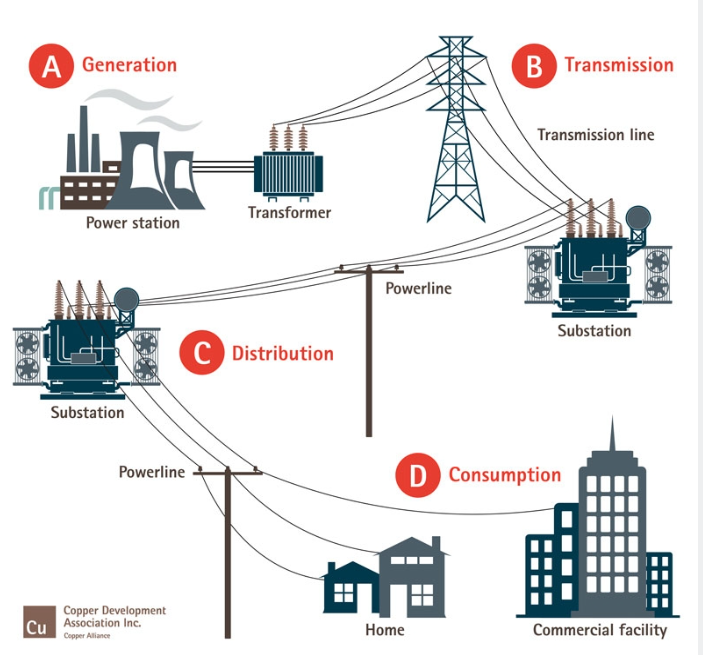 A Generation
B Transmission
Transmission line
Power station
Transformer
Powerline
Substation
C Distribution
Substation
Powerline
D Consumption
Cu
Copper Development
Association Inc.
Copper Alliance
Home
Commercial facility